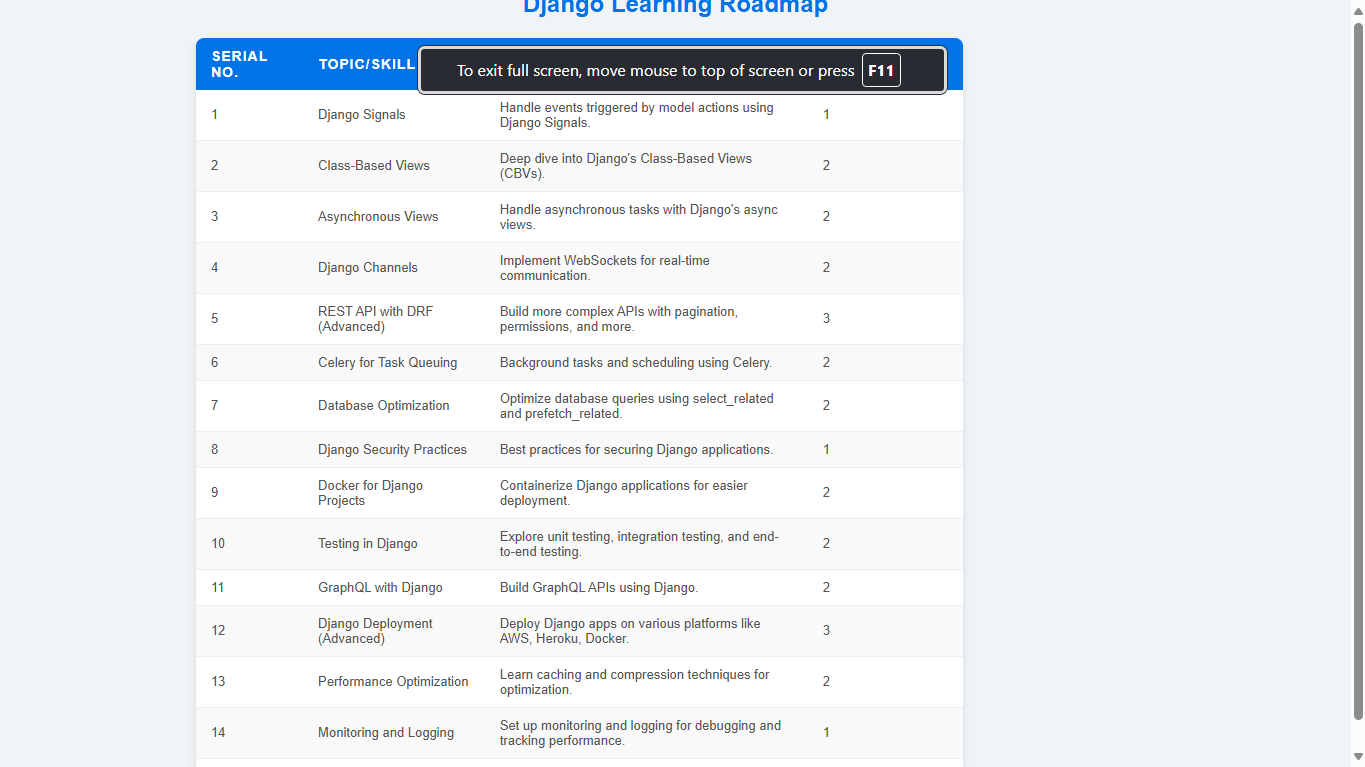 Django Learning Roadmap
SERIAL
NO.
TOPIC/SKILL
To exit full screen, move mouse to top of screen or press F11
1
Django Signals
Handle events triggered by model actions using
Django Signals.
1
2
Class-Based Views
Deep dive into Django's Class-Based Views
(CBVs).
2
3
Asynchronous Views
Handle asynchronous tasks with Django's async
views.
2
4
Django Channels
Implement WebSockets for real-time
communication.
2
5
REST API with DRF
(Advanced)
Build more complex APIs with pagination,
permissions, and more.
3
6
Celery for Task Queuing
Background tasks and scheduling using Celery.
2
7
Database Optimization
Optimize database queries using select_related
and prefetch_related.
2
8
Django Security Practices
Best practices for securing Django applications.
1
9
Docker for Django
Projects
Containerize Django applications for easier
deployment.
2
10
Testing in Django
Explore unit testing, integration testing, and end-
to-end testing.
2
11
GraphQL with Django
Build GraphQL APIs using Django.
2
12
Django Deployment
(Advanced)
Deploy Django apps on various platforms like
AWS, Heroku, Docker.
3
13
Performance Optimization
Learn caching and compression techniques for
optimization.
2
14
Monitoring and Logging
Set up monitoring and logging for debugging and
tracking performance.
1